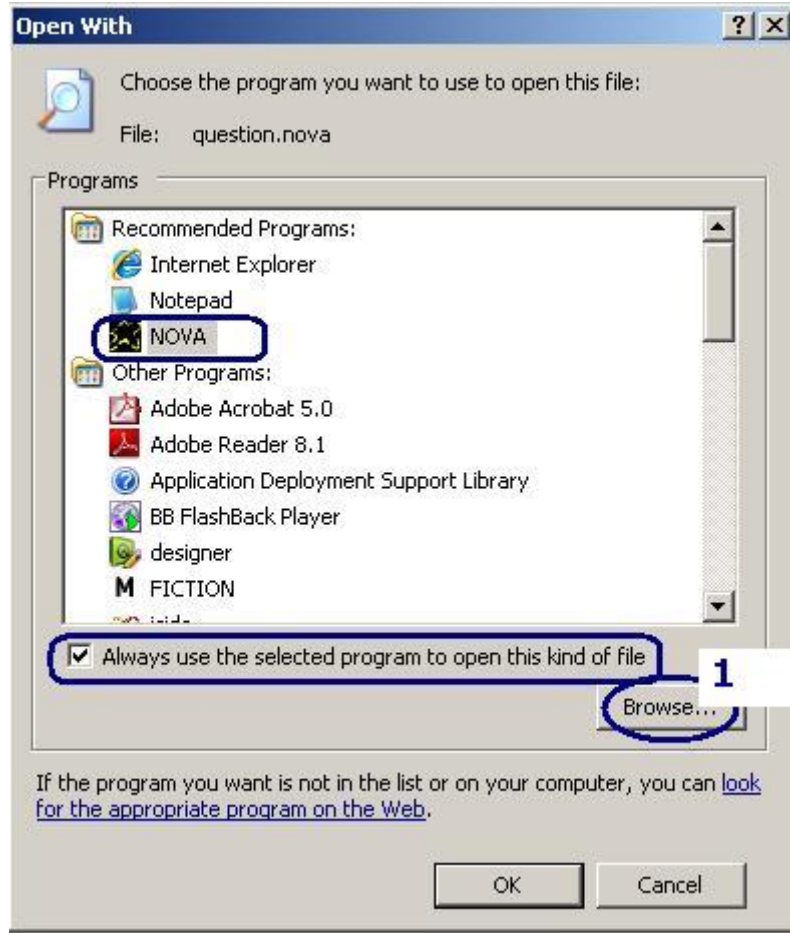 Open With
Choose the program you want to use to open this file:
File: question.nova
Programs
Recommended Programs:
Internet Explorer
Notepad
NOVA
Other Programs:
Adobe Acrobat 5.0
Adobe Reader 8.1
Application Deployment Support Library
BB FlashBack Player
designer
M FICTION
Always use the selected program to open this kind of file
1
Browse...
If the program you want is not in the list or on your computer, you can look
for the appropriate program on the Web.
OK Cancel